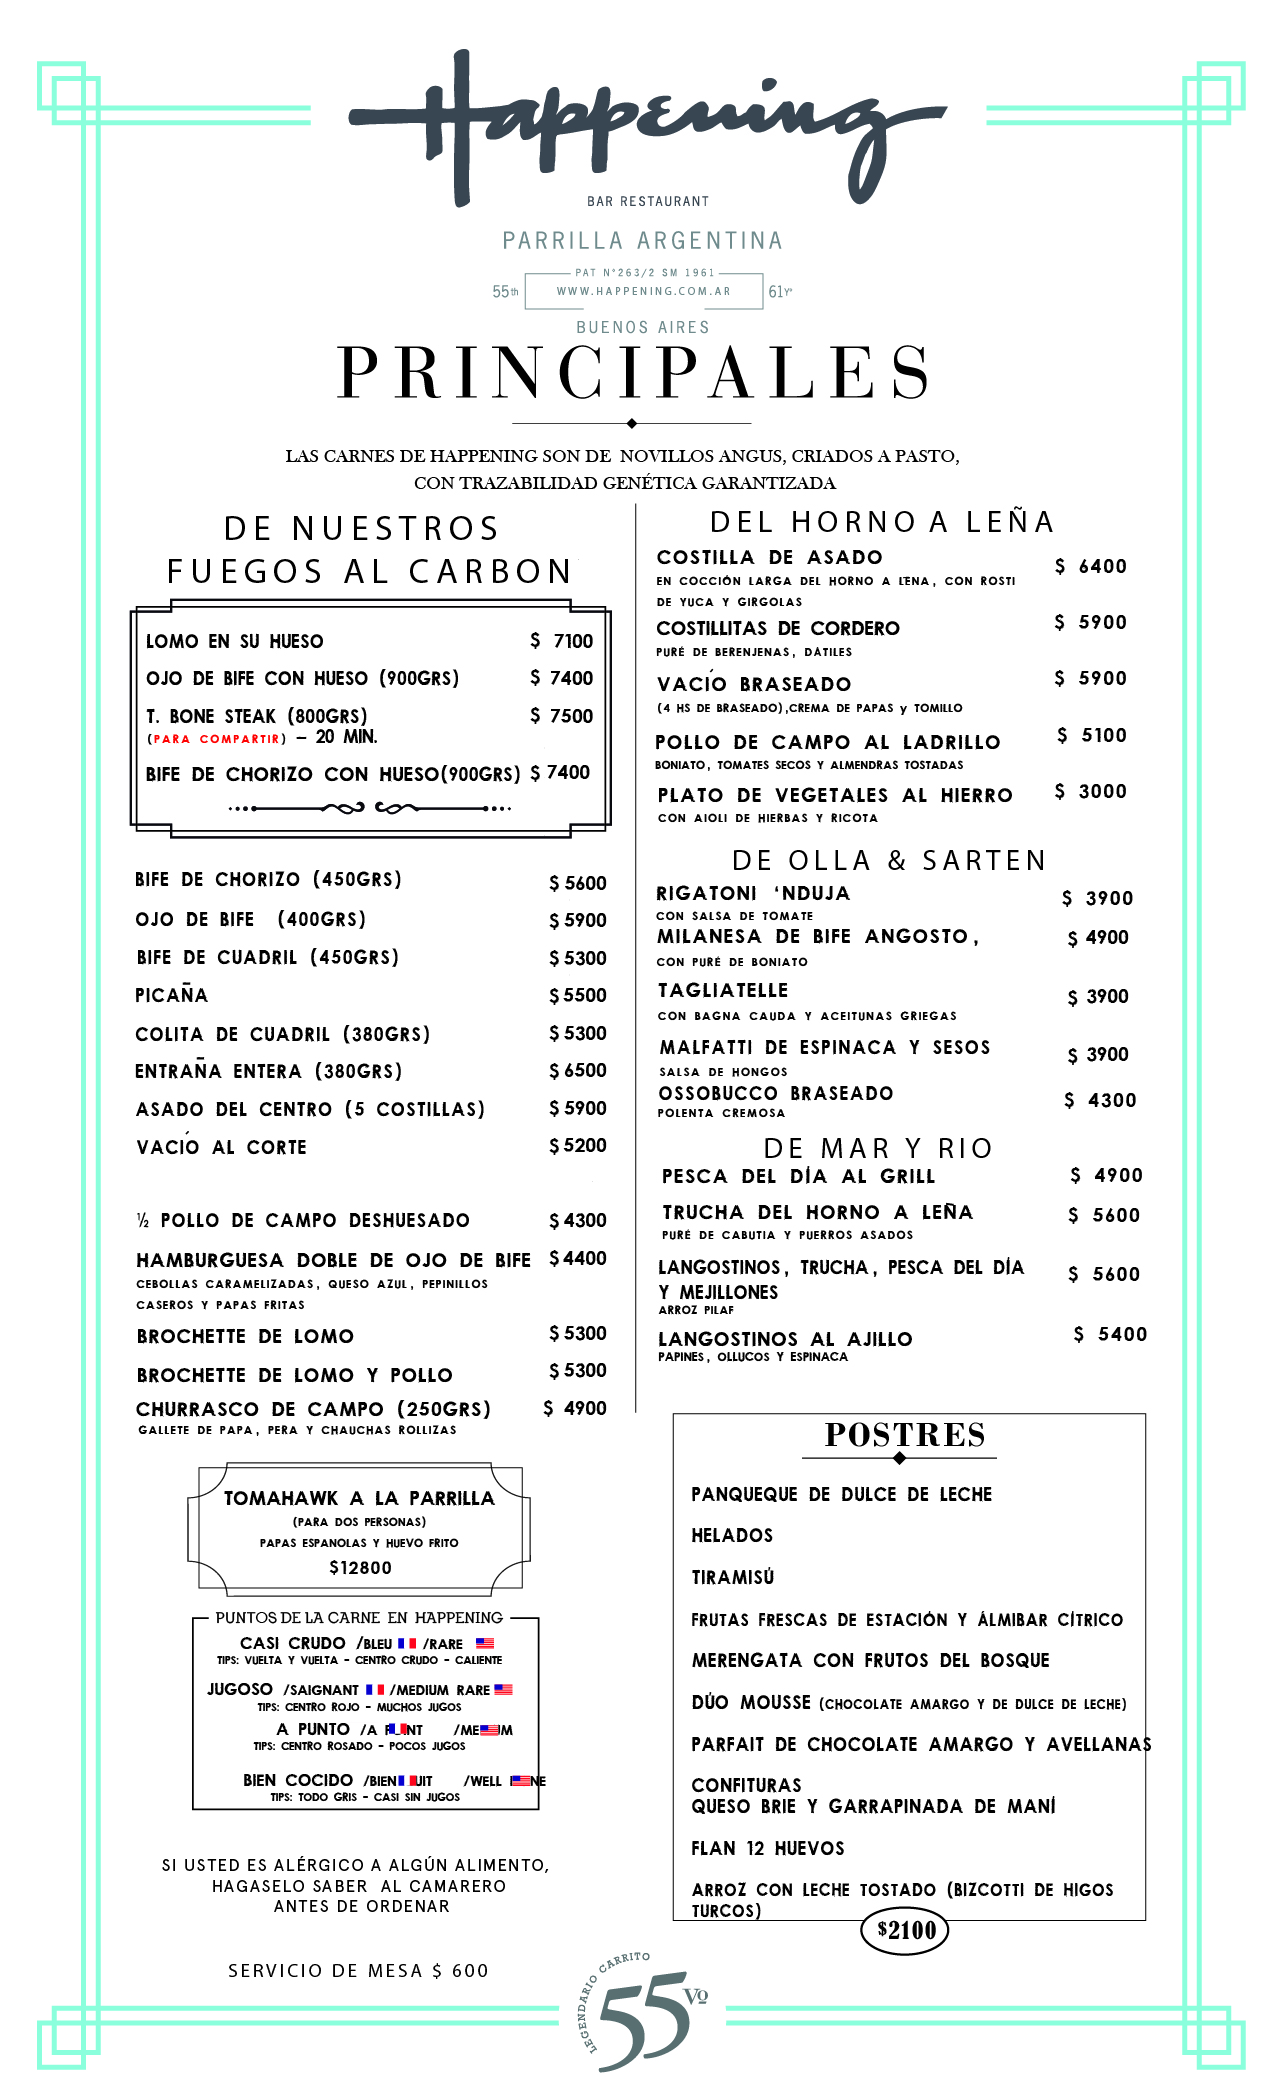 Happening
BAR RESTAURANT
PARRILLA ARGENTINA
PAT N°263/2 SM 1961
55th WWW.HAPPENING.COM.AR 61Yº
BUENOS AIRES
PRINCIPALES
LAS CARNES DE HAPPENING SON DE NOVILLOS ANGUS, CRIADOS A PASTO,
CON TRAZABILIDAD GENÉTICA GARANTIZADA
DE NUESTROS
FUEGOS AL CARBON
LOMO EN SU HUESO $ 7100
OJO DE BIFE CON HUESO (900GRS) $ 7400
T. BONE STEAK (800GRS) $ 7500
(PARA COMPARTIR) – 20 MIN.
BIFE DE CHORIZO CON HUESO(900GRS) $ 7400
BIFE DE CHORIZO (450GRS) $ 5600
OJO DE BIFE (400GRS) $ 5900
BIFE DE CUADRIL (450GRS) $ 5300
PICAÑA $ 5500
COLITA DE CUADRIL (380GRS) $ 5300
ENTRAÑA ENTERA (380GRS) $ 6500
ASADO DEL CENTRO (5 COSTILLAS) $ 5900
VACÍO AL CORTE $ 5200
½ POLLO DE CAMPO DESHUESADO $ 4300
HAMBURGUESA DOBLE DE OJO DE BIFE $ 4400
CEBOLLAS CARAMELIZADAS, QUESO AZUL, PEPINILLOS
CASEROS Y PAPAS FRITAS
BROCHETTE DE LOMO $ 5300
BROCHETTE DE LOMO Y POLLO $ 5300
CHURRASCO DE CAMPO (250GRS) $ 4900
GALLETE DE PAPA, PERA Y CHAUCHAS ROLLIZAS
TOMAHAWK A LA PARRILLA
(PARA DOS PERSONAS)
PAPAS ESPANOLAS Y HUEVO FRITO
$12800
PUNTOS DE LA CARNE EN HAPPENING
CASI CRUDO /BLEU /RARE
TIPS: VUELTA Y VUELTA - CENTRO CRUDO - CALIENTE
JUGOSO /SAIGNANT /MEDIUM RARE
TIPS: CENTRO ROJO - MUCHOS JUGOS
A PUNTO /A
TIPS: CENTRO ROSADO - POCOS JUGOS
BIEN COCIDO /BIEN /WELL
TIPS: TODO GRIS - CASI SIN JUGOS
SI USTED ES ALÉRGICO A ALGÚN ALIMENTO,
HAGASELO SABER AL CAMARERO
ANTES DE ORDENAR
SERVICIO DE MESA $ 600
DEL HORNO A LEÑA
COSTILLA DE ASADO $ 6400
EN COCCIÓN LARGA DEL HORNO A LENA, CON ROSTI
DE YUCA Y GIRGOLAS
COSTILLITAS DE CORDERO $ 5900
PURÉ DE BERENJENAS, DÁTILES
VACÍO BRASEADO $ 5900
(4 HS DE BRASEADO),CREMA DE PAPAS y TOMILLO
POLLO DE CAMPO AL LADRILLO $ 5100
BONIATO, TOMATES SECOS Y ALMENDRAS TOSTADAS
PLATO DE VEGETALES AL HIERRO $ 3000
CON AIOLI DE HIERBAS Y RICOTA
DE OLLA & SARTEN
RIGATONI ‘NDUJA $ 3900
CON SALSA DE TOMATE
MILANESA DE BIFE ANGOSTO, $ 4900
CON PURÉ DE BONIATO
TAGLIATELLE $ 3900
CON BAGNA CAUDA Y ACEITUNAS GRIEGAS
MALFATTI DE ESPINACA Y SESOS $ 3900
SALSA DE HONGOS
OSSOBUCCO BRASEADO $ 4300
POLENTA CREMOSA
DE MAR Y RIO
PESCA DEL DÍA AL GRILL $ 4900
TRUCHA DEL HORNO A LEÑA $ 5600
PURÉ DE CABUTIA Y PUERROS ASADOS
LANGOSTINOS, TRUCHA, PESCA DEL DÍA
Y MEJILLONES $ 5600
ARROZ PILAF
LANGOSTINOS AL AJILLO $ 5400
PAPINES, OLLUCOS Y ESPINACA
POSTRES
PANQUEQUE DE DULCE DE LECHE
HELADOS
TIRAMISÚ
FRUTAS FRESCAS DE ESTACIÓN Y ÁLMIBAR CÍTRICO
MERENGATA CON FRUTOS DEL BOSQUE
DÚO MOUSSE (CHOCOLATE AMARGO Y DE DULCE DE LECHE)
PARFAIT DE CHOCOLATE AMARGO Y AVELLANAS
CONFITURAS
QUESO BRIE Y GARRAPINADA DE MANÍ
FLAN 12 HUEVOS
ARROZ CON LECHE TOSTADO (BIZCOTTI DE HIGOS
TURCOS)
$2100
LEGENDARIO CARRITO
55 Vº